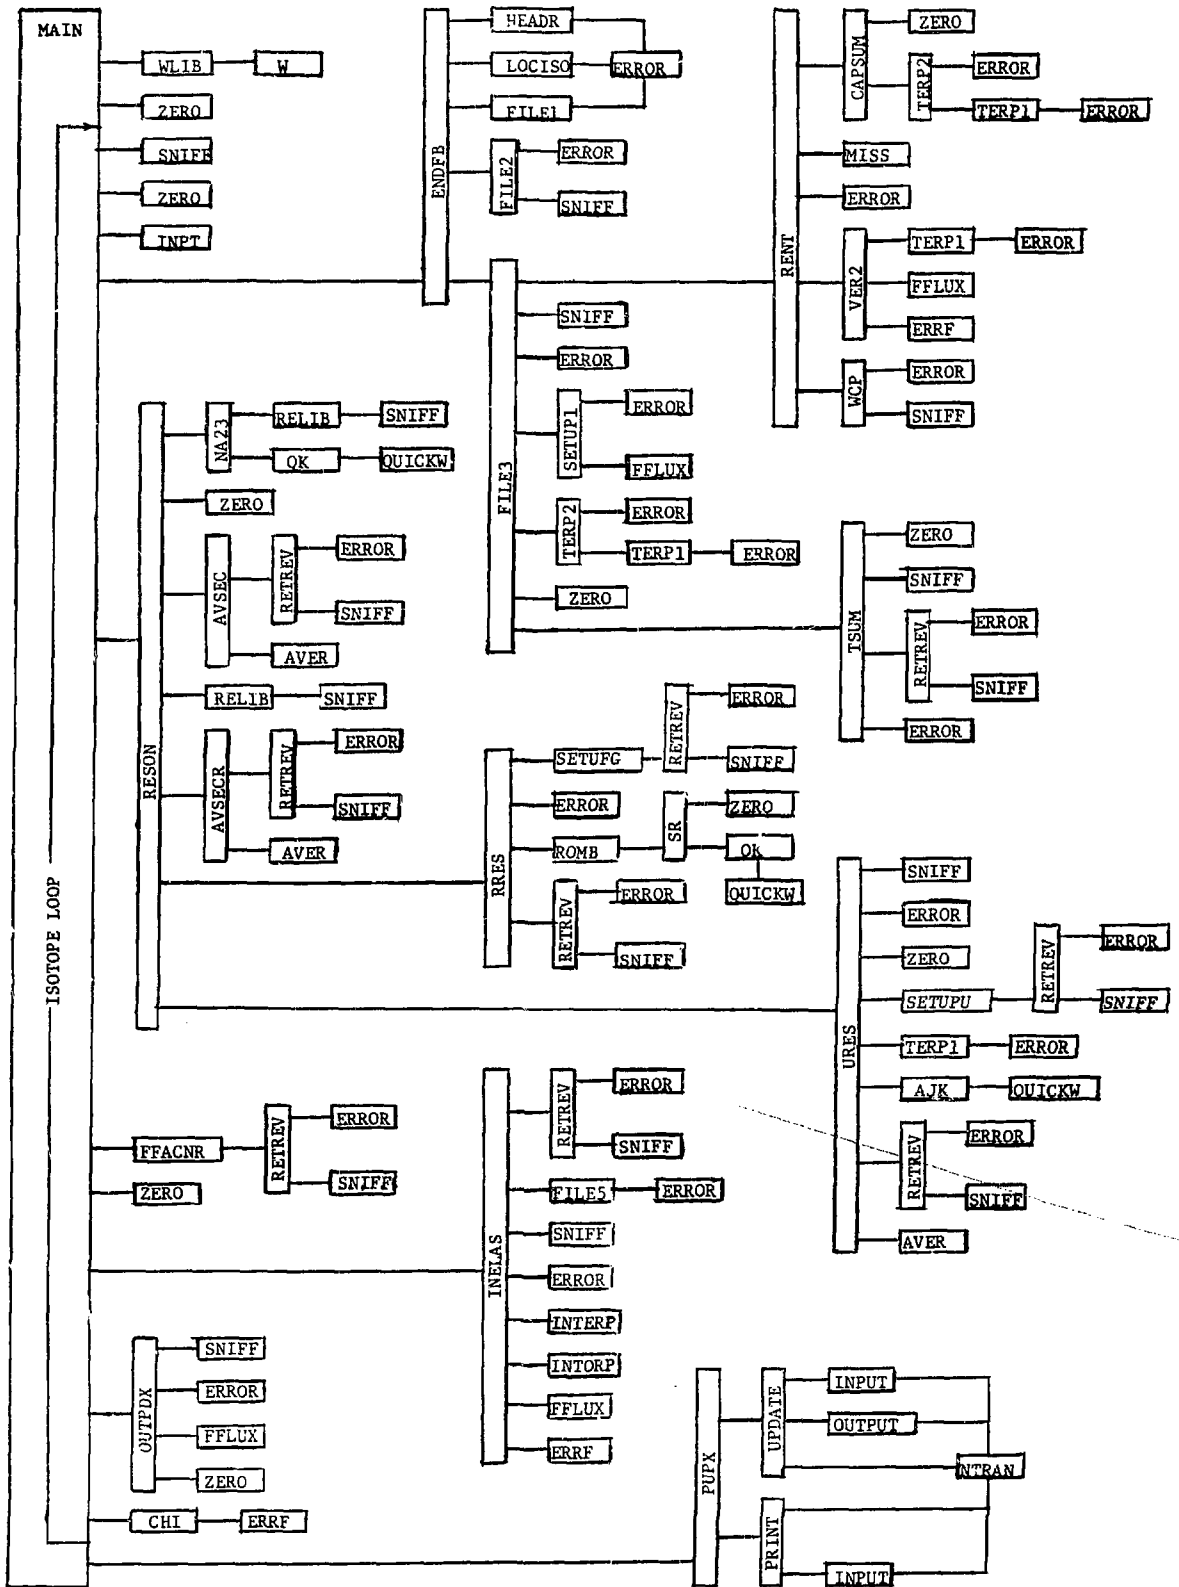 MAIN
WLIB
W
ZERO
SNIFF
ZERO
INPT
ISOTOPE LOOP
ENDFB
HEADR
LOCISO
ERROR
FILE1
FILE2
ERROR
SNIFF
FILE3
SNIFF
ERROR
SETUP1
ERROR
FFLUX
TERP2
ERROR
TERP1
ERROR
ZERO
RENT
CAPSUM
ZERO
TERP2
ERROR
TERP1
ERROR
MISS
ERROR
VER2
TERP1
ERROR
FFLUX
ERRF
WCP
ERROR
SNIFF
TSUM
ZERO
SNIFF
RETREV
ERROR
SNIFF
ERROR
RESON
NA23
RELIB
SNIFF
QK
QUICKW
ZERO
AVSEC
RETREV
ERROR
SNIFF
AVER
RELIB
SNIFF
AVSECR
RETREV
ERROR
SNIFF
AVER
RRES
SETUFG
RETREV
ERROR
SNIFF
ERROR
ROMB
SR
ZERO
QK
QUICKW
RETREV
ERROR
SNIFF
URES
SNIFF
ERROR
ZERO
SETUPU
RETREV
ERROR
SNIFF
TERP1
ERROR
AJK
QUICKW
RETREV
ERROR
SNIFF
AVER
FFACNR
RETREV
ERROR
SNIFF
ZERO
INELAS
RETREV
ERROR
SNIFF
FILE5
ERROR
SNIFF
ERROR
INTERP
INTORP
FFLUX
ERRF
OUTPDX
SNIFF
ERROR
FFLUX
ZERO
CHI
ERRF
PUPX
UPDATE
INPUT
OUTPUT
NTRAN
PRINT
INPUT